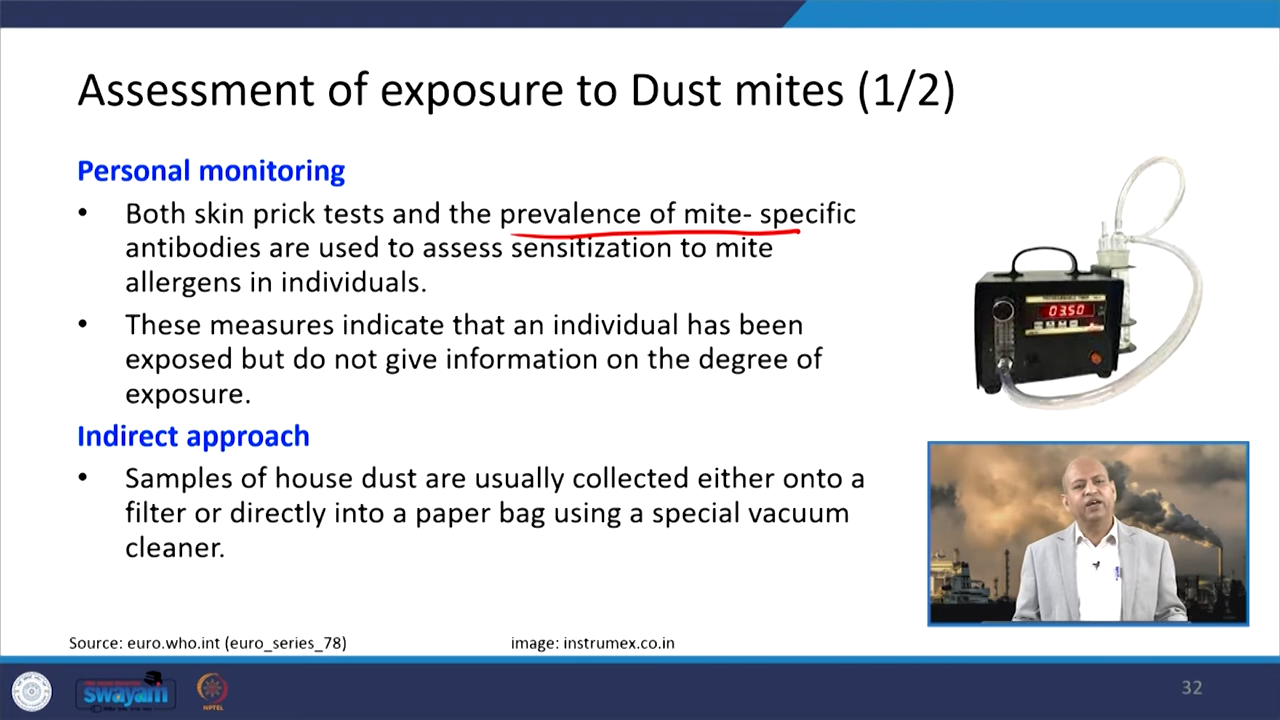 Assessment of exposure to Dust mites (1/2)
Personal monitoring
• Both skin prick tests and the prevalence of mite- specific
antibodies are used to assess sensitization to mite
allergens in individuals.
• These measures indicate that an individual has been
exposed but do not give information on the degree of
exposure.
Indirect approach
• Samples of house dust are usually collected either onto a
filter or directly into a paper bag using a special vacuum
cleaner.
03.50
Source: euro.who.int (euro_series_78)
image: instrumex.co.in
swayam
NPTEL
32